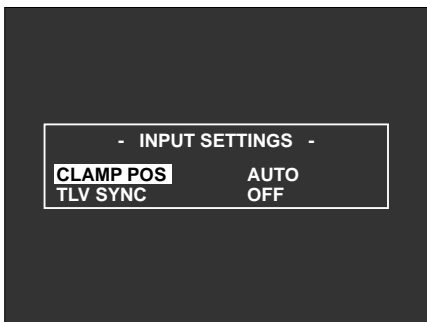 - INPUT SETTINGS -
CLAMP POS AUTO
TLV SYNC OFF